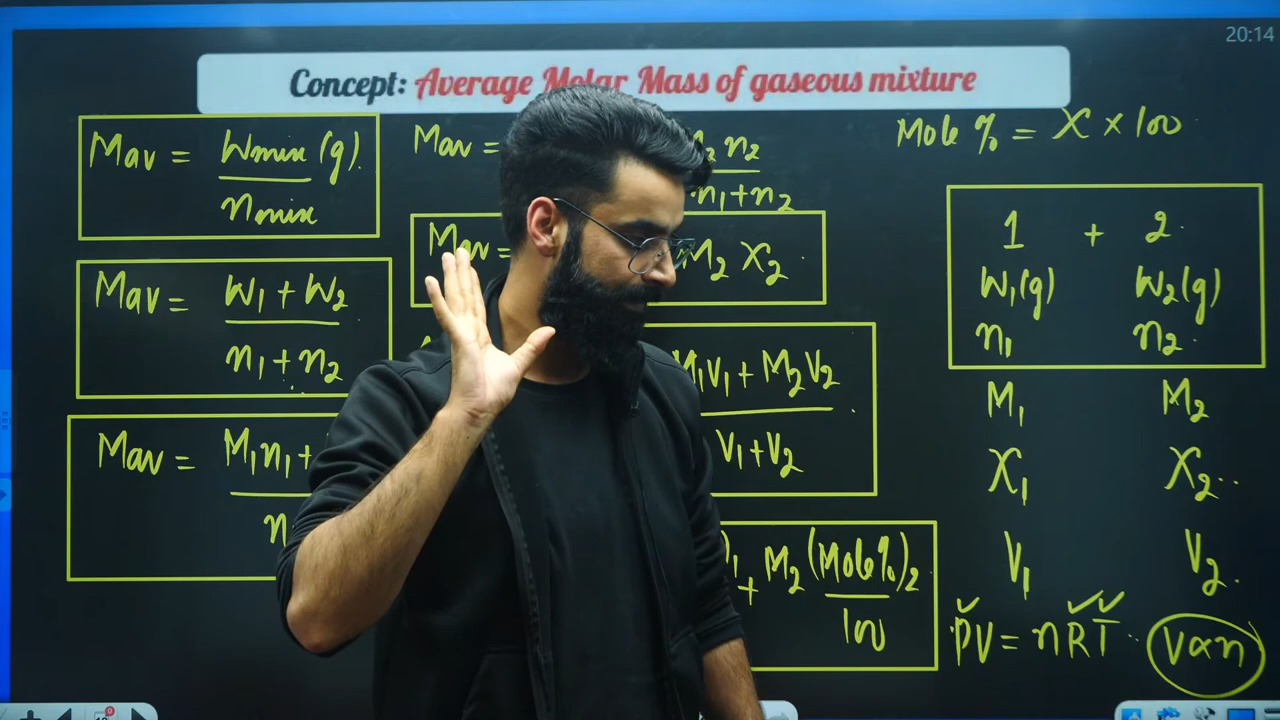 20:14
Concept: Average Molar Mass of gaseous mixture
Mav = Wmix (g).
nmix
Mav = W1 + W2
n1 + n2
Mav = M1n1 +
n
Mav =
2 n2
n1+n2
Mav =
M2 X2
M1V1 + M2V2
V1+V2
+ M2 (Mole%)2
100
Mole % = X × 100
1 + 2.
W1(g) W2(g)
n1 n2.
M1 M2
X1 X2..
V1 V2.
PV = nRT.. V∝n